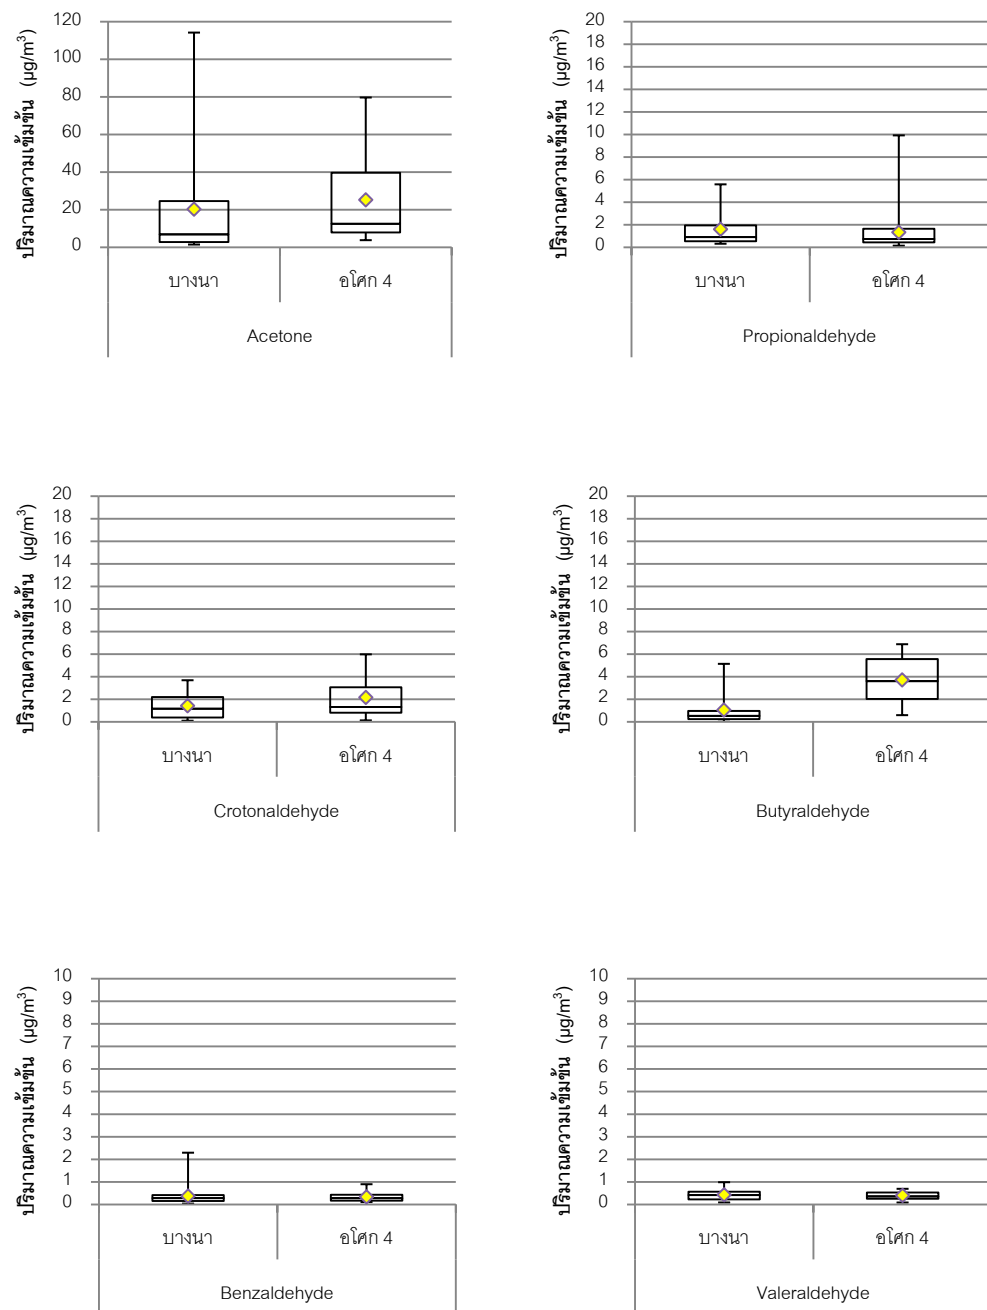 ปริมาณความเข้มข้น (µg/m³)
120
100
80
60
40
20
0
บางนา
อโศก 4
Acetone
ปริมาณความเข้มข้น (µg/m³)
20
18
16
14
12
10
8
6
4
2
0
บางนา
อโศก 4
Propionaldehyde
ปริมาณความเข้มข้น (µg/m³)
20
18
16
14
12
10
8
6
4
2
0
บางนา
อโศก 4
Crotonaldehyde
ปริมาณความเข้มข้น (µg/m³)
20
18
16
14
12
10
8
6
4
2
0
บางนา
อโศก 4
Butyraldehyde
ปริมาณความเข้มข้น (µg/m³)
10
9
8
7
6
5
4
3
2
1
0
บางนา
อโศก 4
Benzaldehyde
ปริมาณความเข้มข้น (µg/m³)
10
9
8
7
6
5
4
3
2
1
0
บางนา
อโศก 4
Valeraldehyde